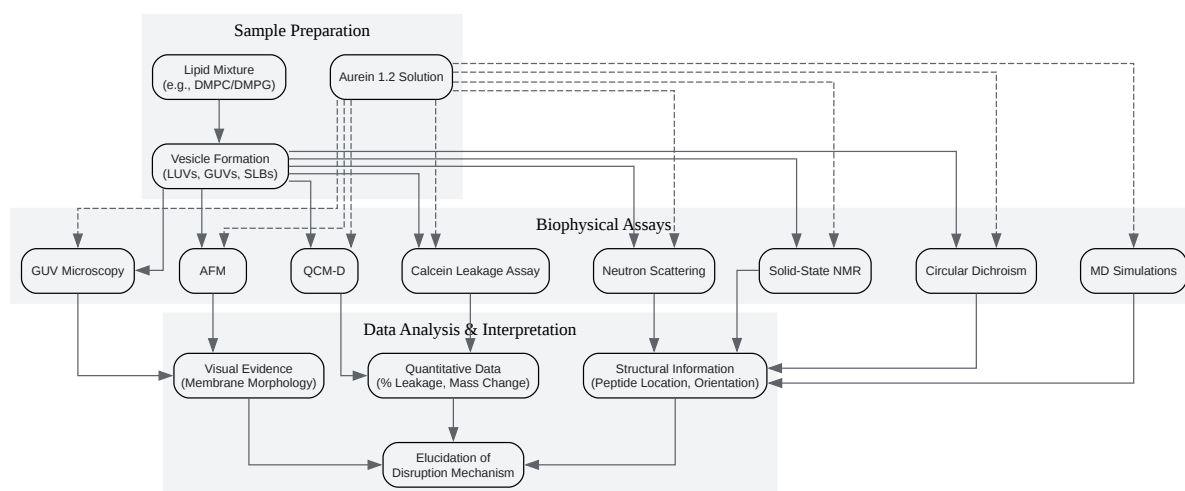 Sample Preparation
Lipid Mixture
(e.g., DMPC/DMPG)
Aurein 1.2 Solution
Vesicle Formation
(LUVs, GUVs, SLBs)
Biophysical Assays
GUV Microscopy
AFM
QCM-D
Calcein Leakage Assay
Neutron Scattering
Solid-State NMR
Circular Dichroism
MD Simulations
Data Analysis & Interpretation
Visual Evidence
(Membrane Morphology)
Quantitative Data
(% Leakage, Mass Change)
Structural Information
(Peptide Location, Orientation)
Elucidation of
Disruption Mechanism